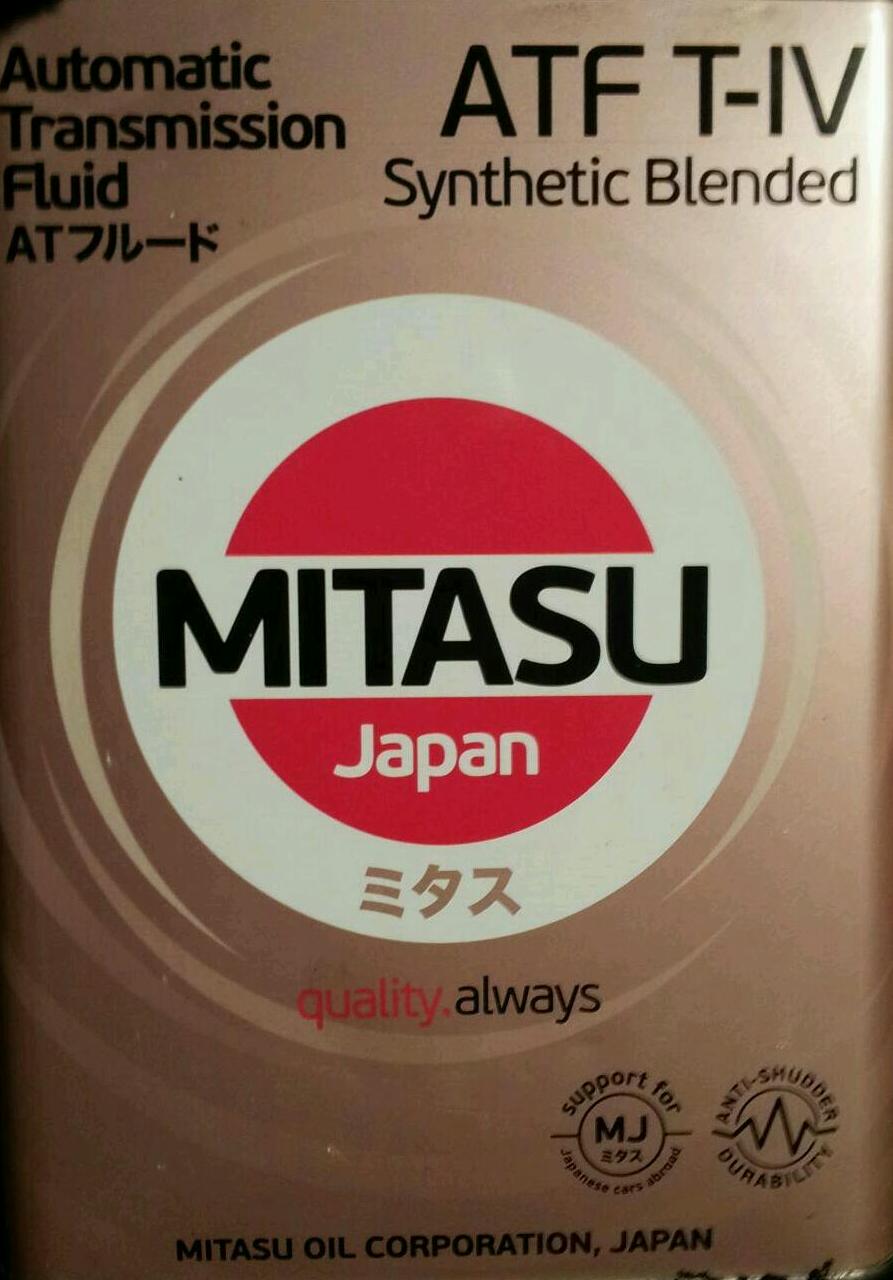 Automatic
Transmission
Fluid
ATフルード
ATF T-IV
Synthetic Blended
MITASU
Japan
ミタス
quality.always
support for
MJ
ミタス
Japanese cars abroad
ANTI-SHUDDER
DURABILITY
MITASU OIL CORPORATION, JAPAN